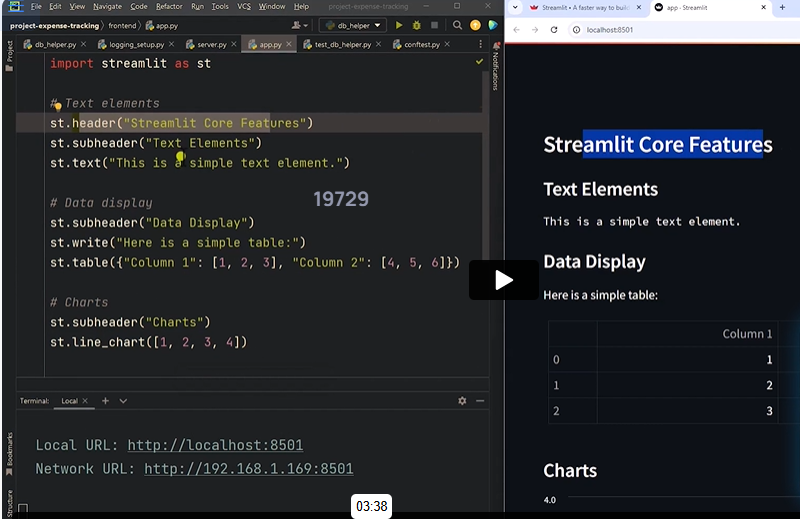 File Edit View Navigate Code Refactor Run Tools VCS Window Help project-expense-tracking
project-expense-tracking frontend app.py db_helper
db_helper.py logging_setup.py server.py app.py test_db_helper.py conftest.py
Project
Notifications
import streamlit as st
# Text elements
st.header("Streamlit Core Features")
st.subheader("Text Elements")
st.text("This is a simple text element.")
# Data display
st.subheader("Data Display")
st.write("Here is a simple table:")
st.table({"Column 1": [1, 2, 3], "Column 2": [4, 5, 6]})
# Charts
st.subheader("Charts")
st.line_chart([1, 2, 3, 4])
19729
Terminal: Local
Local URL: http://localhost:8501
Network URL: http://192.168.1.169:8501
Bookmarks
Structure
03:38
Streamlit • A faster way to build
app - Streamlit
localhost:8501
Streamlit Core Features
Text Elements
This is a simple text element.
Data Display
Here is a simple table:
Column 1
0 1
1 2
2 3
Charts
4.0